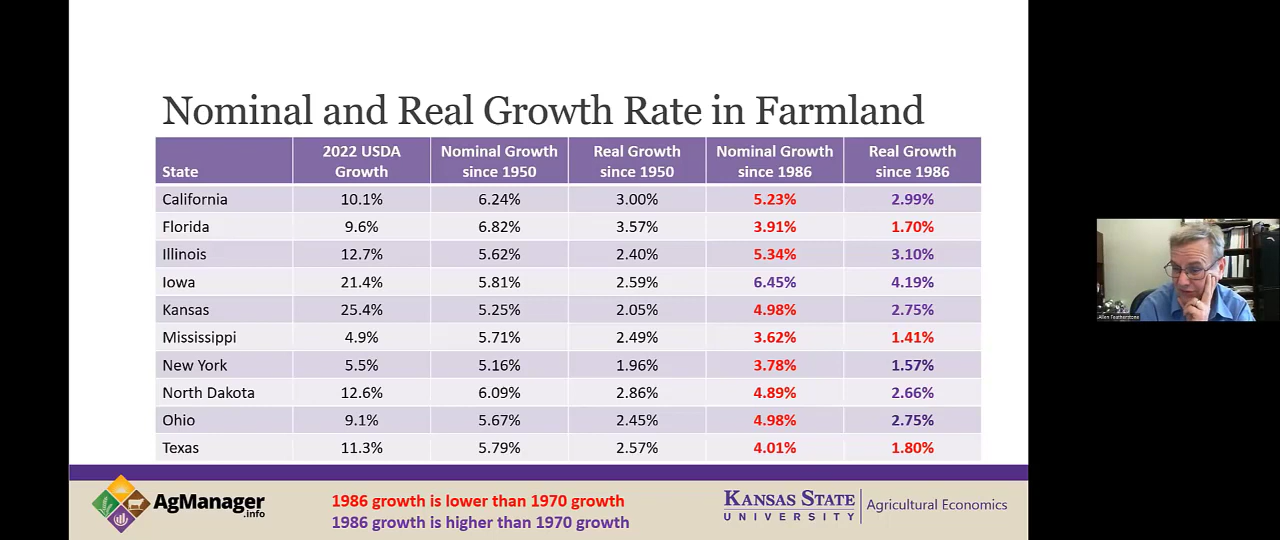 Nominal and Real Growth Rate in Farmland
State 2022 USDA Growth Nominal Growth since 1950 Real Growth since 1950 Nominal Growth since 1986 Real Growth since 1986
California 10.1% 6.24% 3.00% 5.23% 2.99%
Florida 9.6% 6.82% 3.57% 3.91% 1.70%
Illinois 12.7% 5.62% 2.40% 5.34% 3.10%
Iowa 21.4% 5.81% 2.59% 6.45% 4.19%
Kansas 25.4% 5.25% 2.05% 4.98% 2.75%
Mississippi 4.9% 5.71% 2.49% 3.62% 1.41%
New York 5.5% 5.16% 1.96% 3.78% 1.57%
North Dakota 12.6% 6.09% 2.86% 4.89% 2.66%
Ohio 9.1% 5.67% 2.45% 4.98% 2.75%
Texas 11.3% 5.79% 2.57% 4.01% 1.80%
AgManager
.info
1986 growth is lower than 1970 growth
1986 growth is higher than 1970 growth
KANSAS STATE
UNIVERSITY
Agricultural Economics
Allen Featherstone